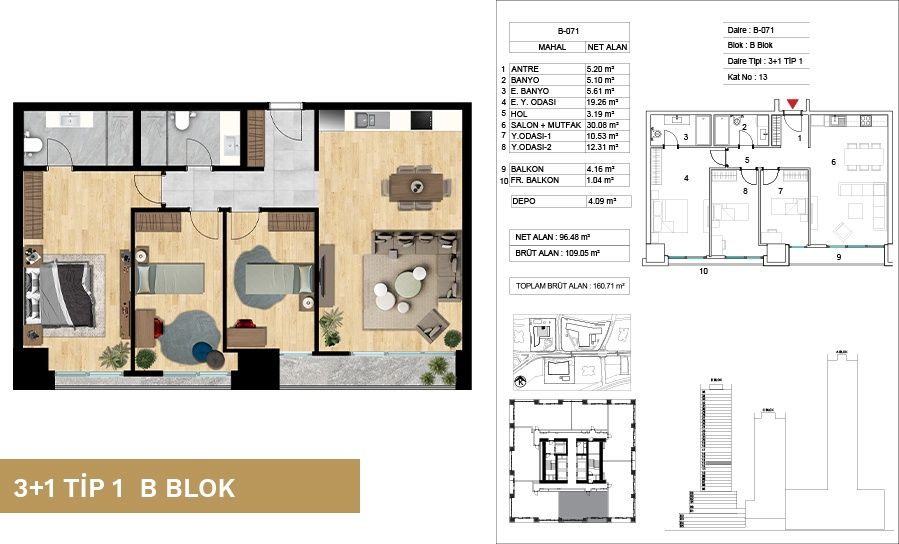 3+1 TİP 1 B BLOK
B-071
MAHAL NET ALAN
1 ANTRE 5.20 m²
2 BANYO 5.10 m²
3 E. BANYO 5.61 m²
4 E. Y. ODASI 19.26 m²
5 HOL 3.19 m²
6 SALON + MUTFAK 30.08 m²
7 Y.ODASI-1 10.53 m²
8 Y.ODASI-2 12.31 m²
9 BALKON 4.16 m²
10 FR. BALKON 1.04 m²
DEPO 4.09 m²
NET ALAN : 96.48 m²
BRÜT ALAN : 109.05 m²
TOPLAM BRÜT ALAN : 160.71 m²
Daire : B-071
Blok : B Blok
Daire Tipi : 3+1 TİP 1
Kat No : 13
1
2
3
4
5
6
7
8
9
10
A BLOK
B BLOK
C BLOK